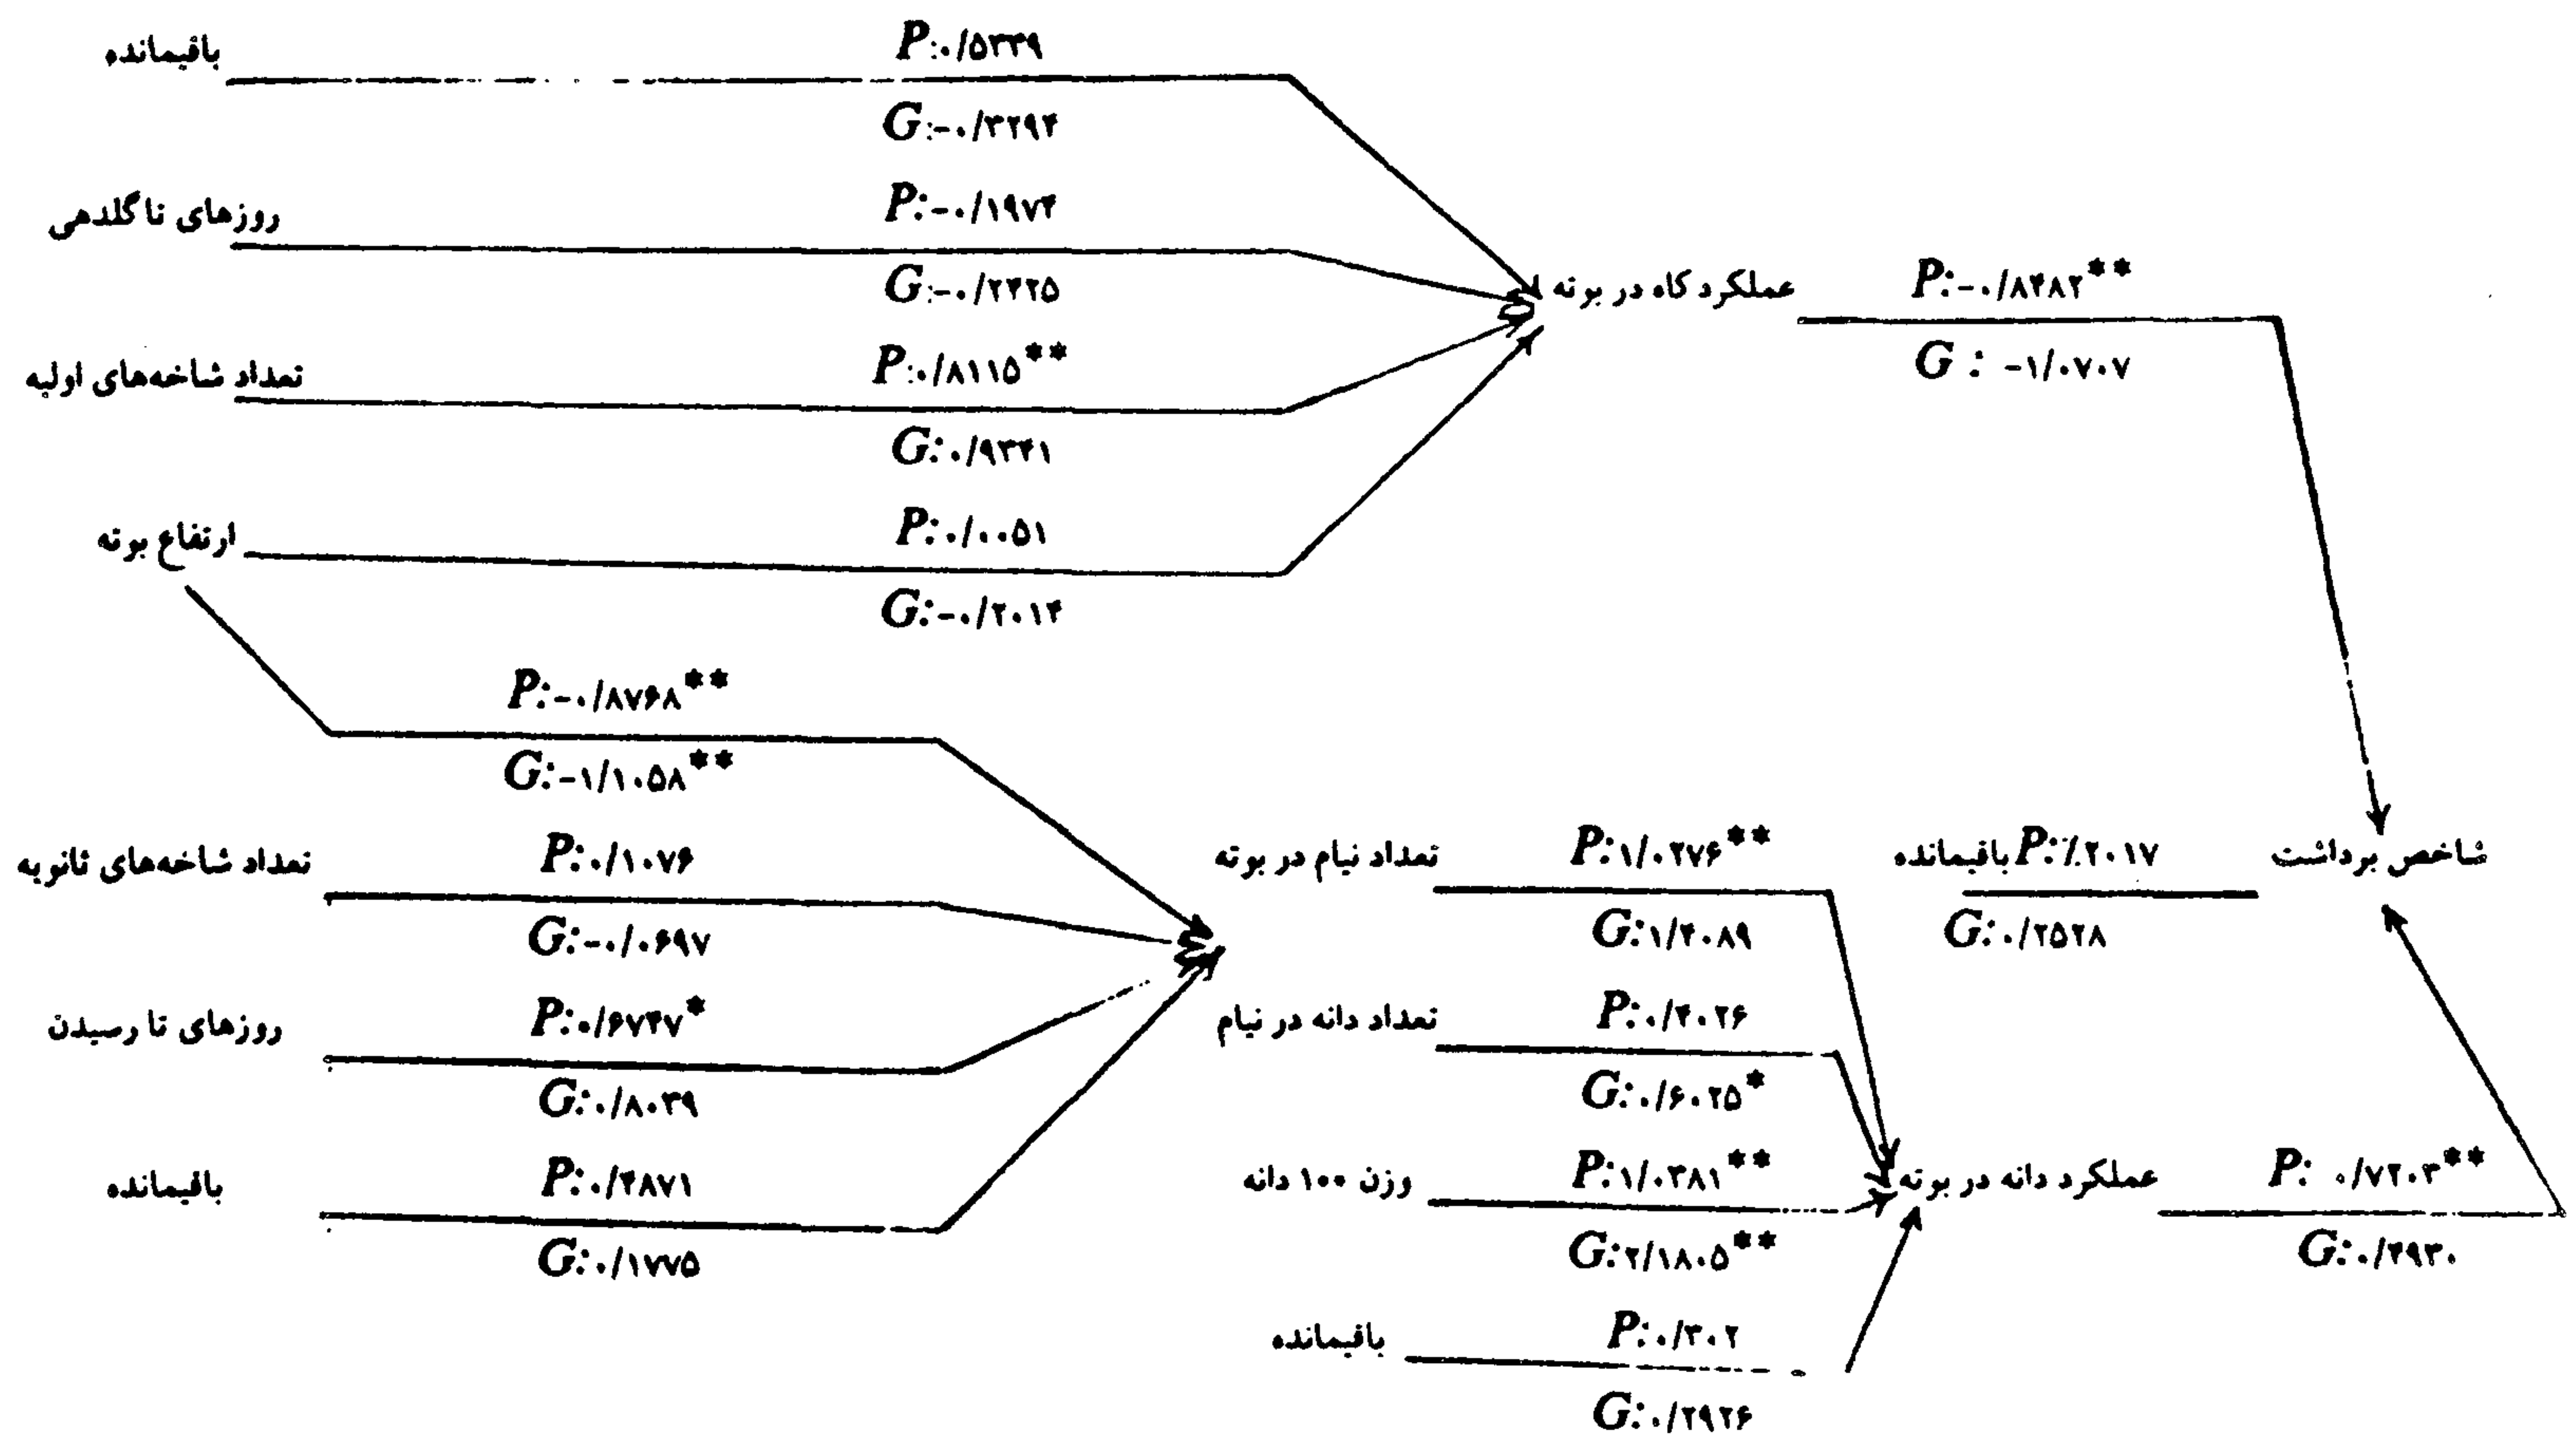 باقیمانده
P:۰/۵۳۳۹
G:-۰/۳۲۹۴
روزهای تا گلدهی
P:-۰/۱۹۷۴
G:-۰/۲۴۲۵
تعداد شاخه‌های اولیه
P:۰/۸۱۱۵**
G:۰/۹۳۴۱
ارتفاع بوته
P:۰/۰۰۵۱
G:-۰/۲۰۱۴
عملکرد کاه در بوته
P:-۰/۸۴۸۲**
G : -۱/۰۷۰۷
P:-۰/۸۷۶۸**
G:-۱/۱۰۵۸**
تعداد شاخه‌های ثانویه
P:۰/۱۰۷۶
G:-۰/۰۶۹۷
روزهای تا رسیدن
P:۰/۶۷۴۷*
G:۰/۸۰۳۹
باقیمانده
P:۰/۴۸۷۱
G:۰/۱۷۷۵
تعداد نیام در بوته
P:۱/۰۲۷۶**
G:۱/۴۰۸۹
تعداد دانه در نیام
P:۰/۴۰۲۶
G:۰/۶۰۲۵*
وزن ۱۰۰ دانه
P:۱/۰۳۸۱**
G:۲/۱۸۰۵**
باقیمانده
P:۰/۳۰۲
G:۰/۲۹۲۶
باقیمانده P:٪۲۰۱۷
G:۰/۲۵۲۸
شاخص برداشت
عملکرد دانه در بوته
P: ۰/۷۲۰۳**
G:۰/۴۹۳۰